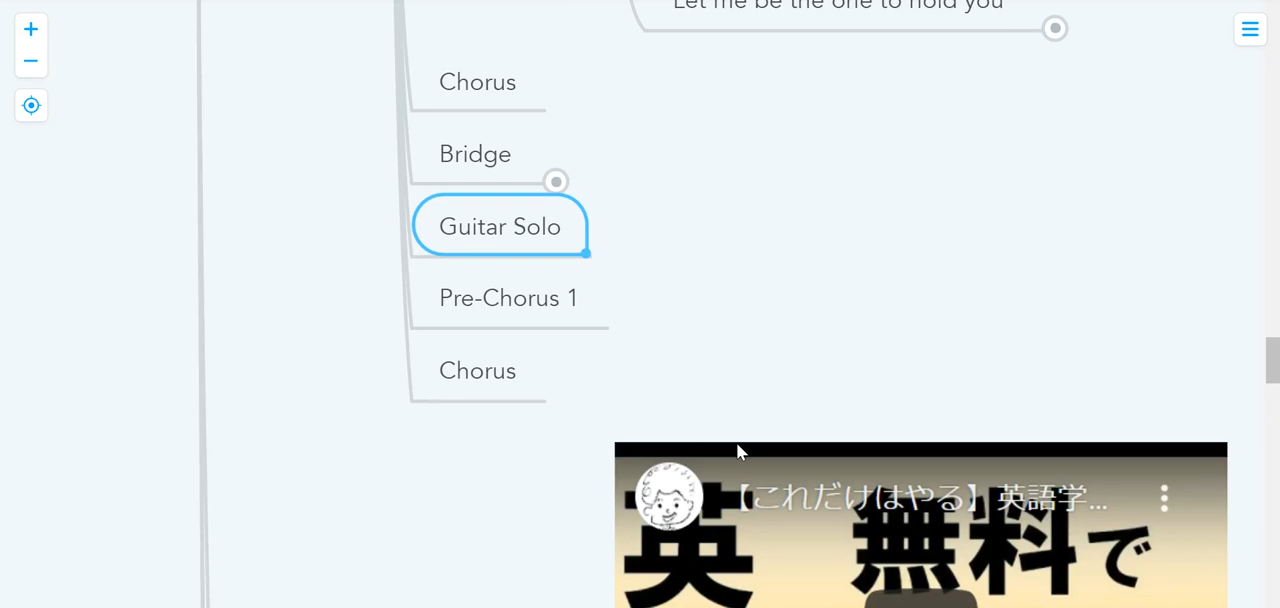 Let me be the one to hold you
Chorus
Bridge
Guitar Solo
Pre-Chorus 1
Chorus
【これだけはやる】英語学...
英 無料で